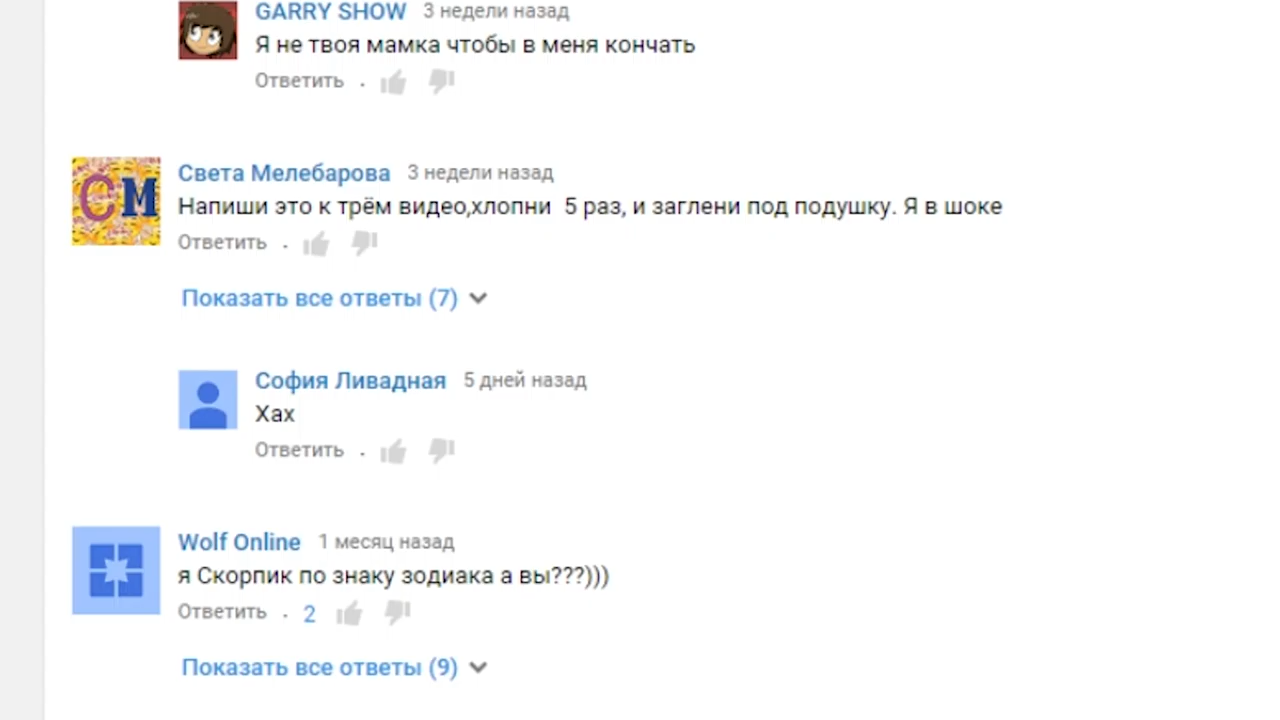 GARRY SHOW 3 недели назад
Я не твоя мамка чтобы в меня кончать
Ответить .
СМ
Света Мелебарова 3 недели назад
Напиши это к трём видео,хлопни 5 раз, и заглени под подушку. Я в шоке
Ответить .
Показать все ответы (7)
София Ливадная 5 дней назад
Хах
Ответить .
Wolf Online 1 месяц назад
я Скорпик по знаку зодиака а вы???)))
Ответить . 2
Показать все ответы (9)